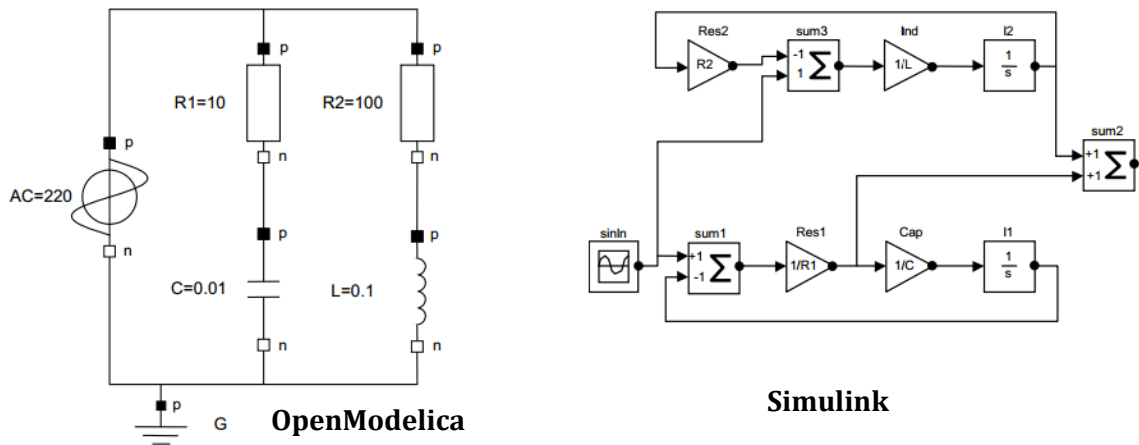 p
p
R1=10
R2=100
p
n
n
AC=220
n
p
p
C=0.01
L=0.1
n
n
p
G
OpenModelica
Res2
sum3
Ind
I2
R2
-1
1
Σ
1/L
1
s
sum2
+1
+1
Σ
sinIn
sum1
Res1
Cap
I1
+1
-1
Σ
1/R1
1/C
1
s
Simulink